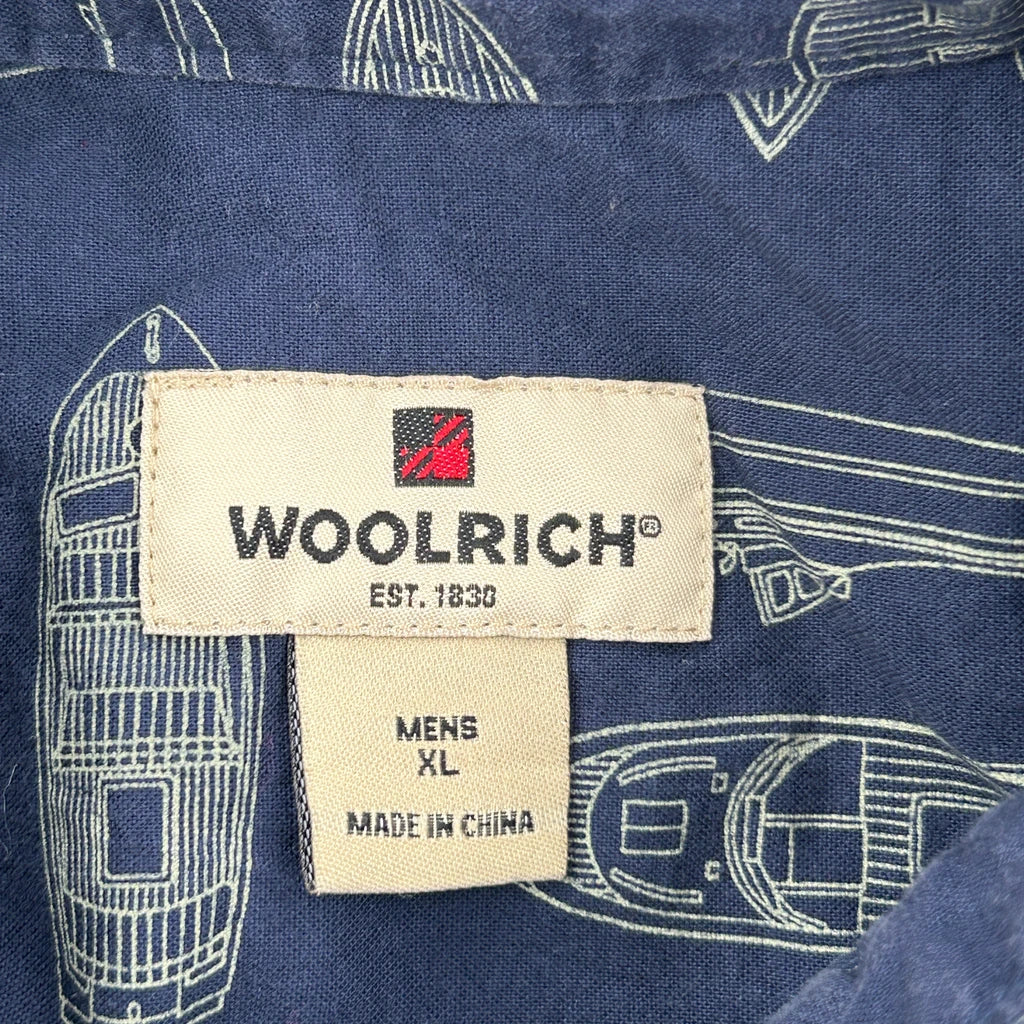 WOOLRICH®
EST. 1830
MENS
XL
MADE IN CHINA